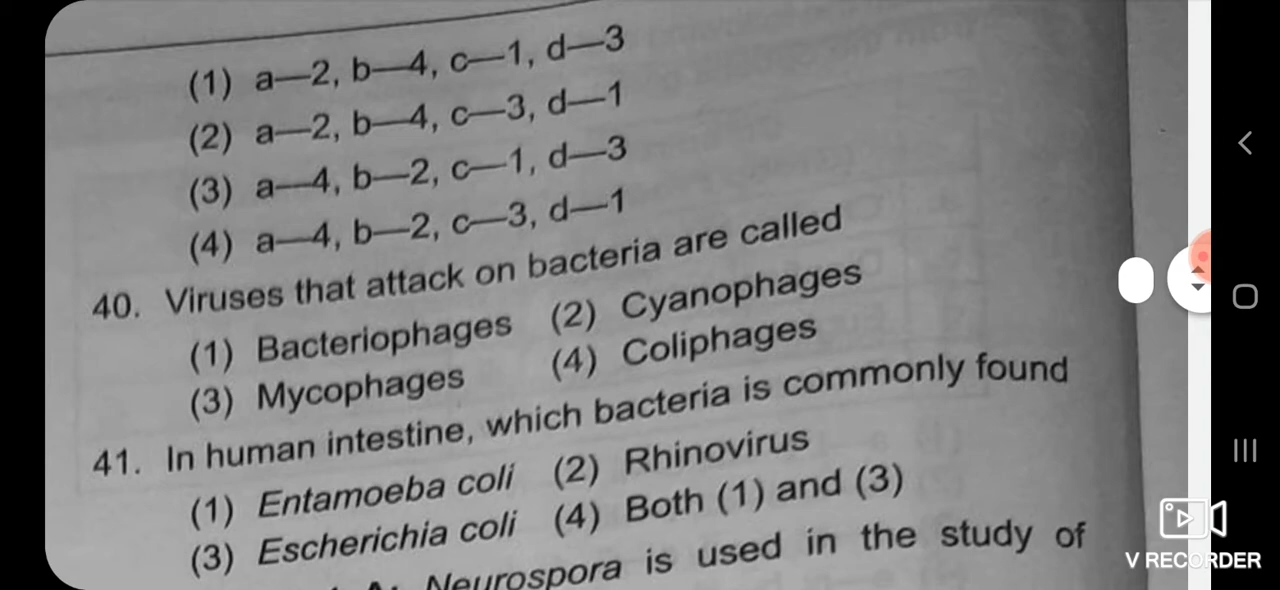 (1) a—2, b—4, c—1, d—3
(2) a—2, b—4, c—3, d—1
(3) a—4, b—2, c—1, d—3
(4) a—4, b—2, c—3, d—1
40. Viruses that attack on bacteria are called
(1) Bacteriophages (2) Cyanophages
(3) Mycophages (4) Coliphages
41. In human intestine, which bacteria is commonly found
(1) Entamoeba coli (2) Rhinovirus
(3) Escherichia coli (4) Both (1) and (3)
A: Neurospora is used in the study of
V RECORDER